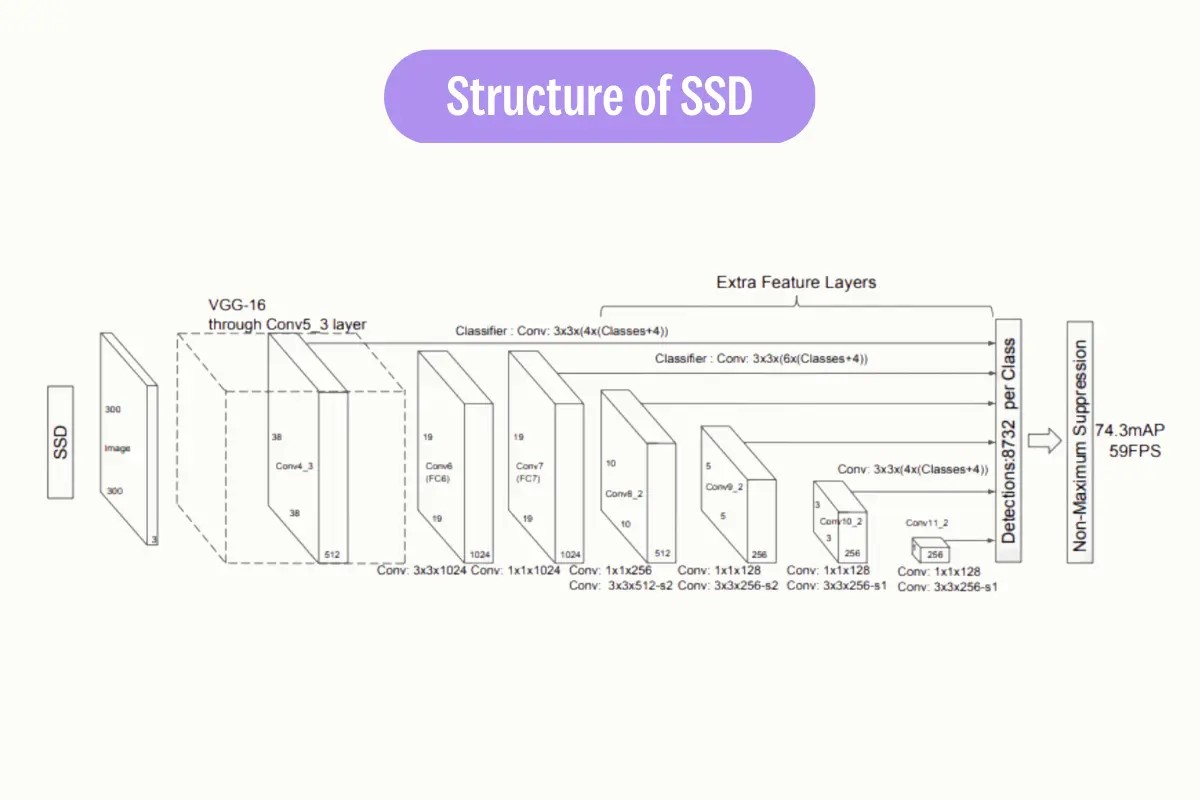 Structure of SSD
Extra Feature Layers
VGG-16
through Conv5_3 layer
Classifier : Conv: 3x3x(4x(Classes+4))
Classifier : Conv: 3x3x(6x(Classes+4))
SSD
300
Image
300
3
38
Conv4_3
38
512
19
Conv6
(FC6)
19
1024
19
Conv7
(FC7)
19
1024
10
Conv8_2
10
512
5
Conv9_2
5
256
Conv: 3x3x(4x(Classes+4))
3
Conv10_2
3
256
Conv11_2
256
Detections:8732 per Class
Non-Maximum Suppression
74.3mAP
59FPS
Conv: 3x3x1024
Conv: 1x1x1024
Conv: 1x1x256
Conv: 3x3x512-s2
Conv: 1x1x128
Conv: 3x3x256-s2
Conv: 1x1x128
Conv: 3x3x256-s1
Conv: 1x1x128
Conv: 3x3x256-s1